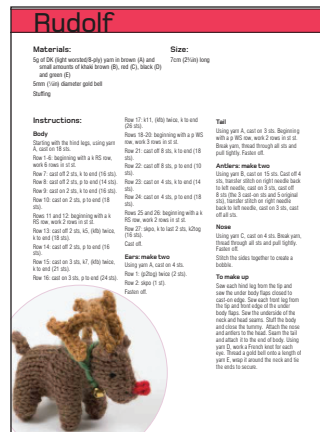 Rudolf
Materials:
5g of DK (light worsted/8-ply) yarn in brown (A) and
small amounts of khaki brown (B), red (C), black (D)
and green (E)
5mm (¼in) diameter gold bell
Stuffing
Size:
7cm (2¾in) long
Instructions:
Body
Starting with the hind legs, using yarn
A, cast on 18 sts.
Row 1-6: beginning with a k RS row,
work 6 rows in st st.
Row 7: cast off 2 sts, k to end (16 sts).
Row 8: cast off 2 sts, p to end (14 sts).
Row 9: cast on 2 sts, k to end (16 sts).
Row 10: cast on 2 sts, p to end (18
sts).
Rows 11 and 12: beginning with a k
RS row, work 2 rows in st st.
Row 13: cast off 2 sts, k5, (kfb) twice,
k to end (18 sts).
Row 14: cast off 2 sts, p to end (16
sts).
Row 15: cast on 3 sts, k7, (kfb) twice,
k to end (21 sts).
Row 16: cast on 3 sts, p to end (24 sts).
Row 17: k11, (kfb) twice, k to end
(26 sts).
Rows 18-20: beginning with a p WS
row, work 3 rows in st st.
Row 21: cast off 8 sts, k to end (18
sts).
Row 22: cast off 8 sts, p to end (10
sts).
Row 23: cast on 4 sts, k to end (14
sts).
Row 24: cast on 4 sts, p to end (18
sts).
Rows 25 and 26: beginning with a k
RS row, work 2 rows in st st.
Row 27: skpo, k to last 2 sts, k2tog
(16 sts).
Cast off.
Ears: make two
Using yarn A, cast on 4 sts.
Row 1: (p2tog) twice (2 sts).
Row 2: skpo (1 st).
Fasten off.
Tail
Using yarn A, cast on 3 sts. Beginning
with a p WS row, work 2 rows in st st.
Break yarn, thread through all sts and
pull tightly. Fasten off.
Antlers: make two
Using yarn B, cast on 15 sts. Cast off 4
sts, transfer stitch on right needle back
to left needle, cast on 3 sts, cast
off 8 sts (the 3 cast-on sts and 5 original
sts), transfer stitch on right needle
back to left needle, cast on 3 sts, cast
off all sts.
Nose
Using yarn C, cast on 4 sts. Break yarn,
thread through all sts and pull tightly.
Fasten off.
Stitch the sides together to create a
bobble.
To make up
Sew each hind leg from the tip and
sew the under body flaps closed to
cast-on edge. Sew each front leg from
the tip and front edge of the under
body flaps. Sew the underside of the
neck and head seams. Stuff the body
and close the tummy. Attach the nose
and antlers to the head. Seam the tail
and attach it to the end of body. Using
yarn D, work a French knot for each
eye. Thread a gold bell onto a length of
yarn E, wrap it around the neck and tie
the ends to secure.